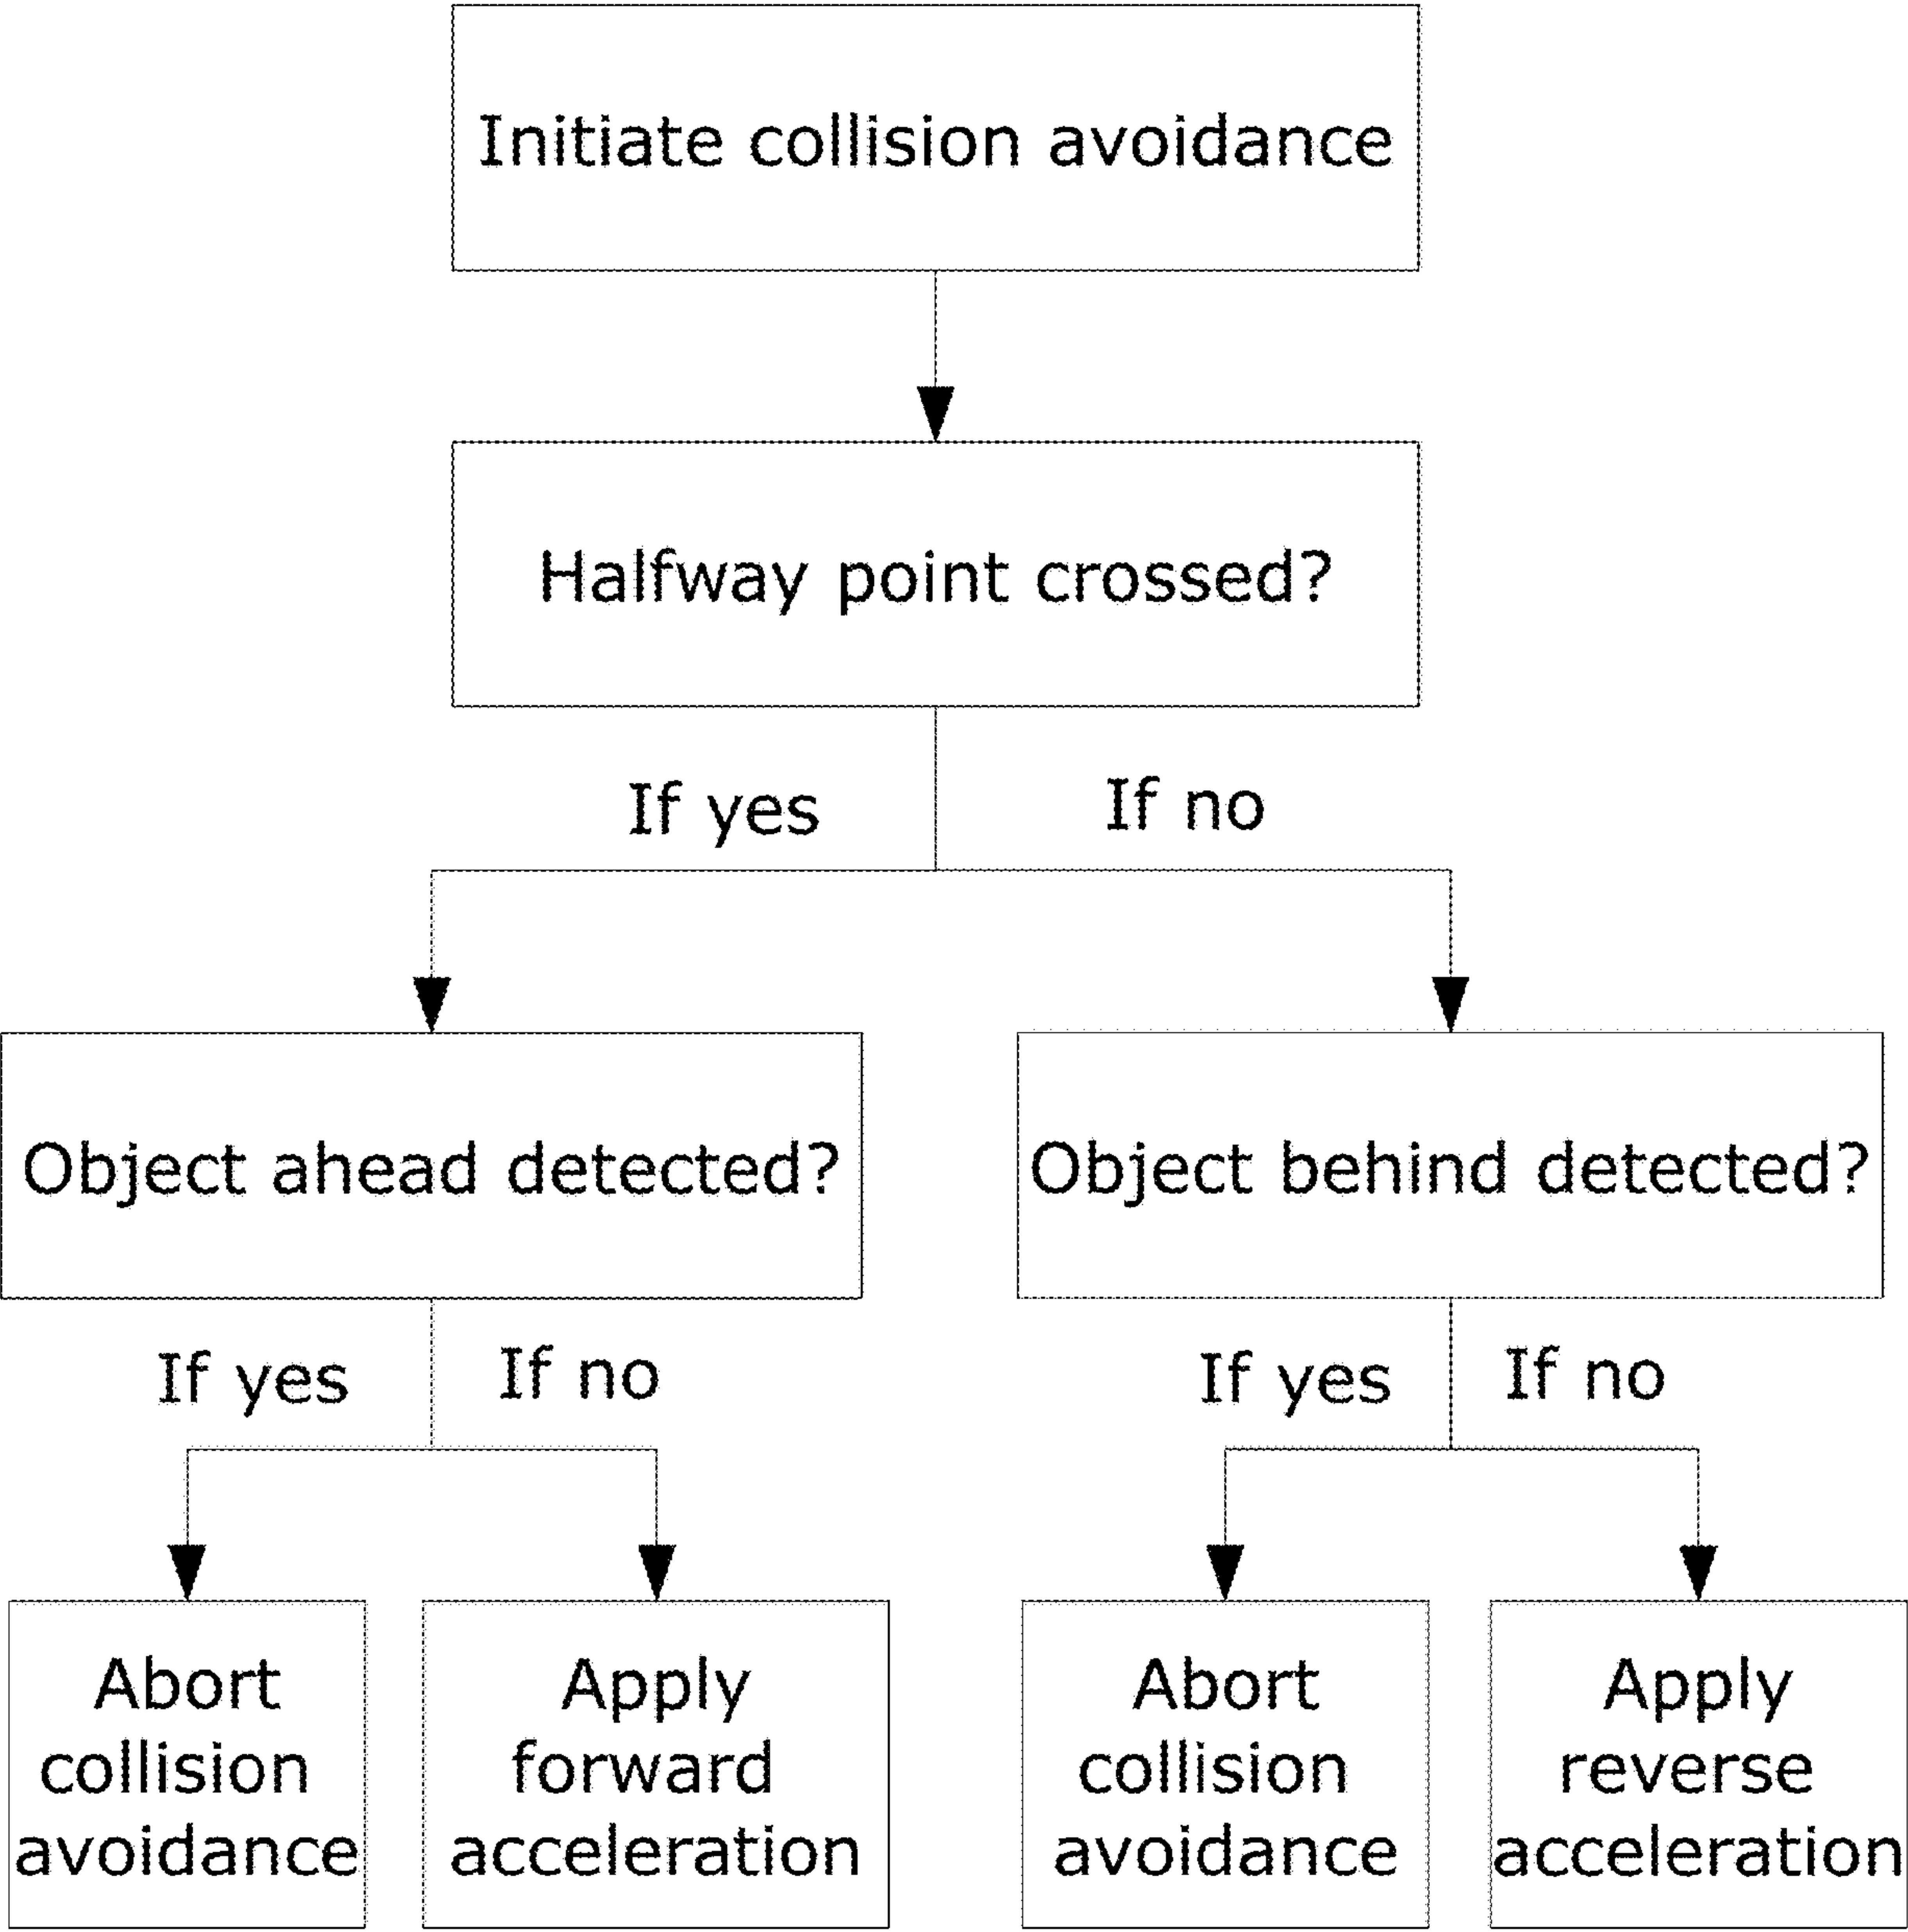 Initiate collision avoidance
Halfway point crossed?
If yes
If no
Object ahead detected?
Object behind detected?
If yes
If no
If yes
If no
Abort
collision
avoidance
Apply
forward
acceleration
Abort
collision
avoidance
Apply
reverse
acceleration